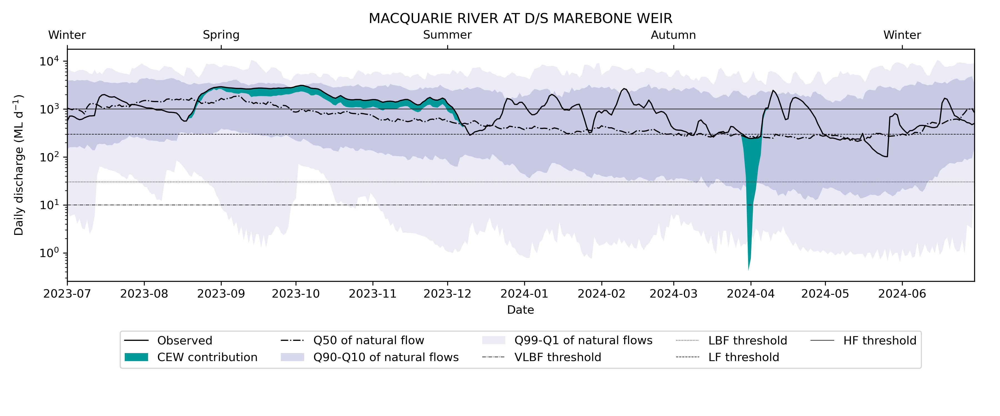 MACQUARIE RIVER AT D/S MAREBONE WEIR
Winter Spring Summer Autumn Winter
Daily discharge (ML d⁻¹)
10⁴
10³
10²
10¹
10⁰
2023-07 2023-08 2023-09 2023-10 2023-11 2023-12 2024-01 2024-02 2024-03 2024-04 2024-05 2024-06
Date
Observed Q50 of natural flow Q99-Q1 of natural flows LBF threshold HF threshold
CEW contribution Q90-Q10 of natural flows VLBF threshold LF threshold